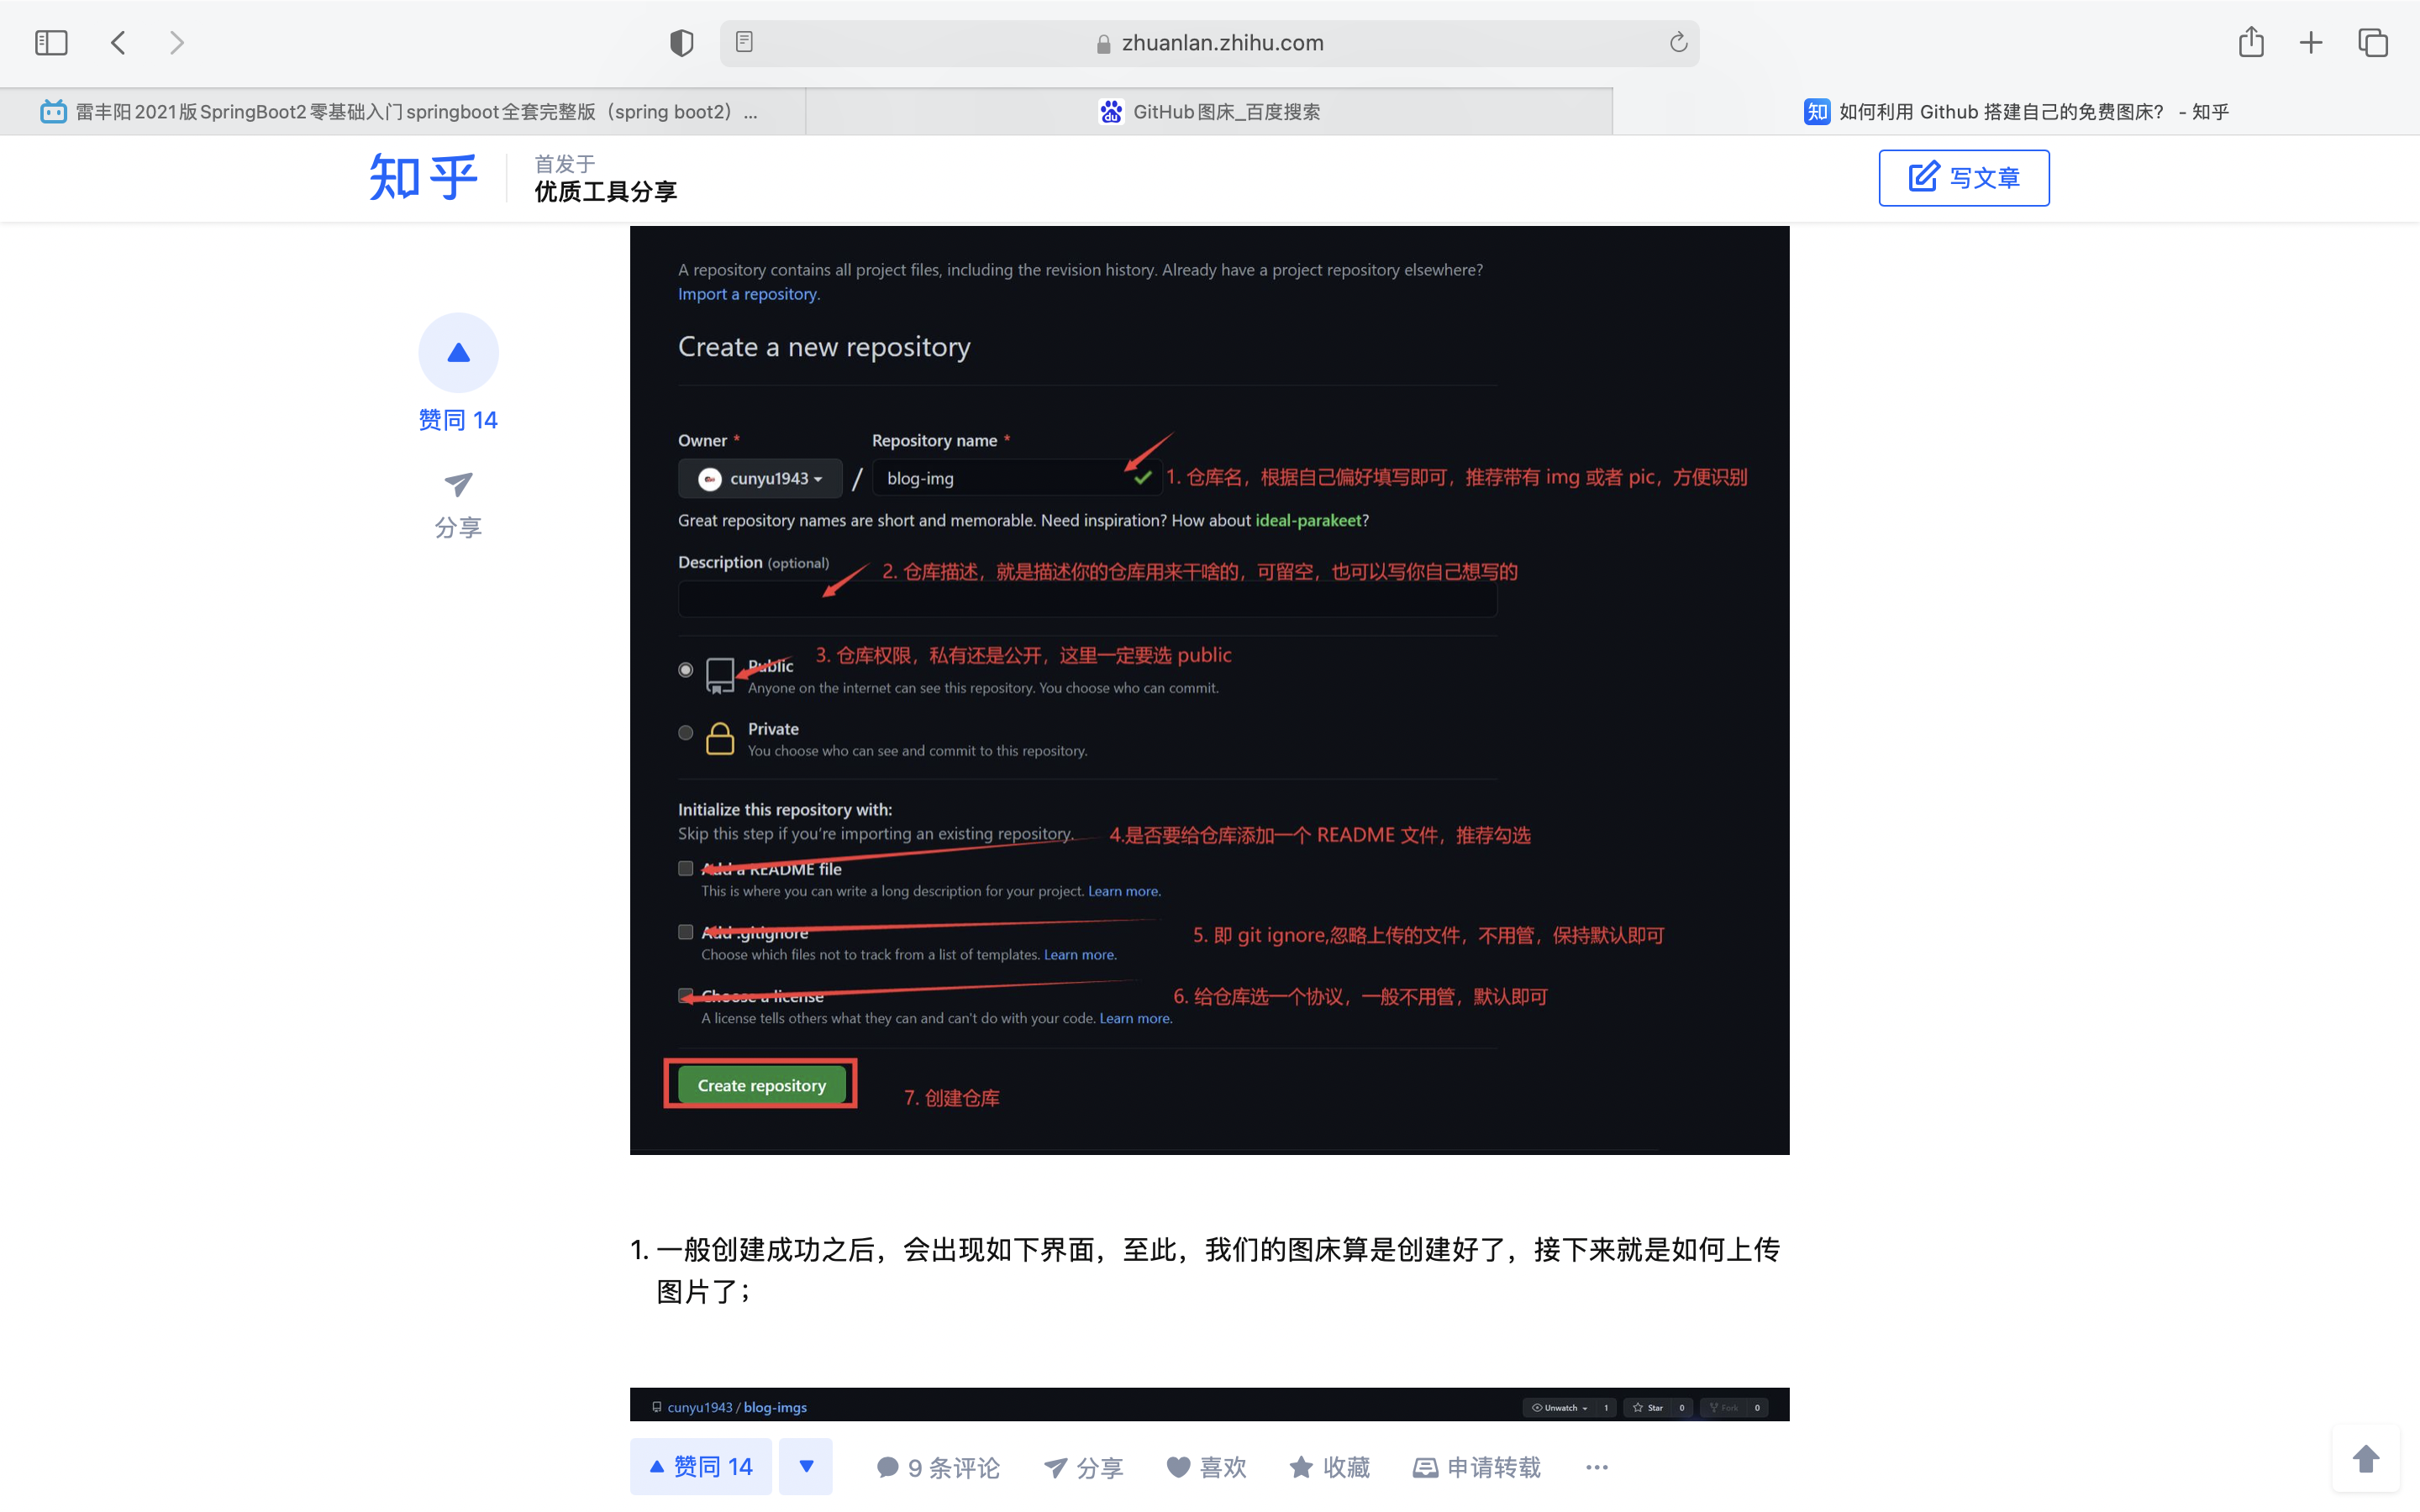 zhuanlan.zhihu.com
雷丰阳2021版SpringBoot2零基础入门springboot全套完整版（spring boot2） ...
GitHub图床_百度搜索
知 如何利用 Github 搭建自己的免费图床？ - 知乎
知乎
首发于
优质工具分享
写文章
A repository contains all project files, including the revision history. Already have a project repository elsewhere?
Import a repository.
Create a new repository
赞同 14
分享
Owner *
Repository name *
cunyu1943 / blog-img
1. 仓库名，根据自己偏好填写即可，推荐带有 img 或者 pic，方便识别
Great repository names are short and memorable. Need inspiration? How about ideal-parakeet?
Description (optional)
2. 仓库描述，就是描述你的仓库用来干啥的，可留空，也可以写你自己想写的
3. 仓库权限，私有还是公开，这里一定要选 public
Public
Anyone on the internet can see this repository. You choose who can commit.
Private
You choose who can see and commit to this repository.
Initialize this repository with:
Skip this step if you're importing an existing repository.
4.是否要给仓库添加一个 README 文件，推荐勾选
Add a README file
This is where you can write a long description for your project. Learn more.
Add .gitignore
5. 即 git ignore,忽略上传的文件，不用管，保持默认即可
Choose which files not to track from a list of templates. Learn more.
Choose a license
6. 给仓库选一个协议，一般不用管，默认即可
A license tells others what they can and can't do with your code. Learn more.
Create repository
7. 创建仓库
1. 一般创建成功之后，会出现如下界面，至此，我们的图床算是创建好了，接下来就是如何上传
图片了；
cunyu1943 / blog-imgs
Unwatch 1 Star 0 Fork 0
赞同 14
9 条评论
分享
喜欢
收藏
申请转载